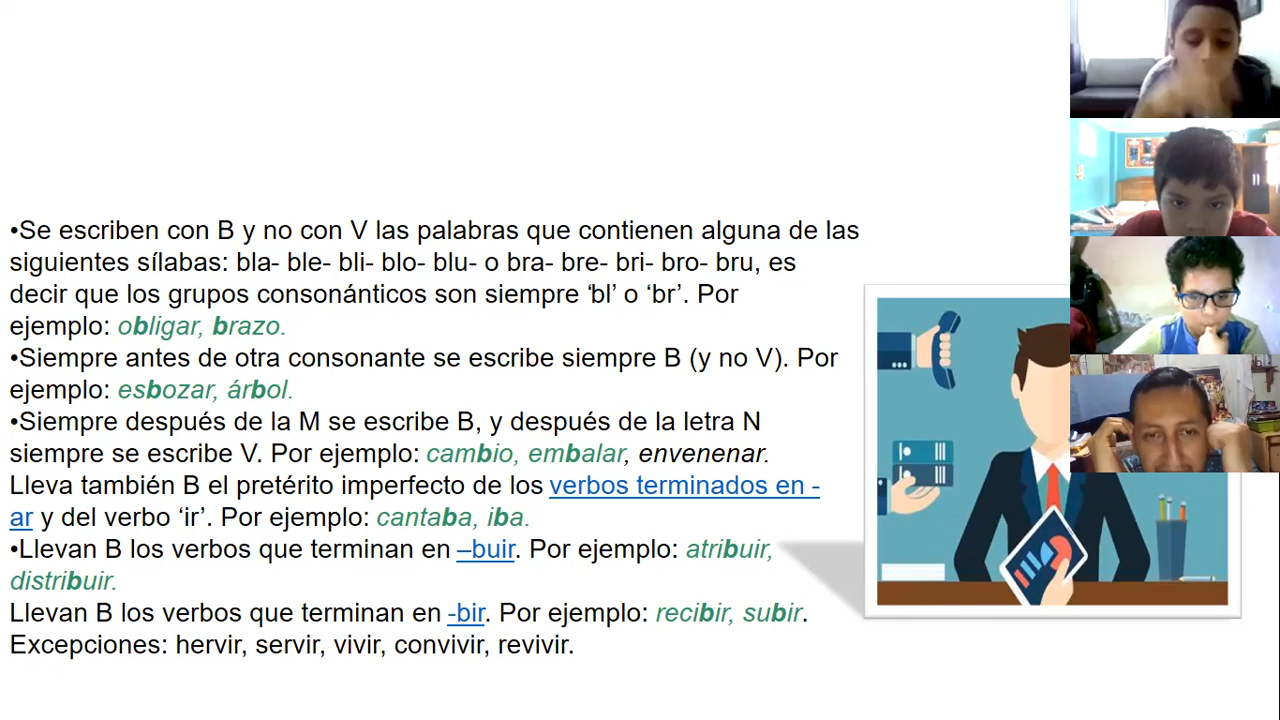 •Se escriben con B y no con V las palabras que contienen alguna de las
siguientes sílabas: bla- ble- bli- blo- blu- o bra- bre- bri- bro- bru, es
decir que los grupos consonánticos son siempre ‘bl’ o ‘br’. Por
ejemplo: obligar, brazo.
•Siempre antes de otra consonante se escribe siempre B (y no V). Por
ejemplo: esbozar, árbol.
•Siempre después de la M se escribe B, y después de la letra N
siempre se escribe V. Por ejemplo: cambio, embalar, envenenar.
Lleva también B el pretérito imperfecto de los verbos terminados en -
ar y del verbo ‘ir’. Por ejemplo: cantaba, iba.
•Llevan B los verbos que terminan en –buir. Por ejemplo: atribuir,
distribuir.
Llevan B los verbos que terminan en -bir. Por ejemplo: recibir, subir.
Excepciones: hervir, servir, vivir, convivir, revivir.